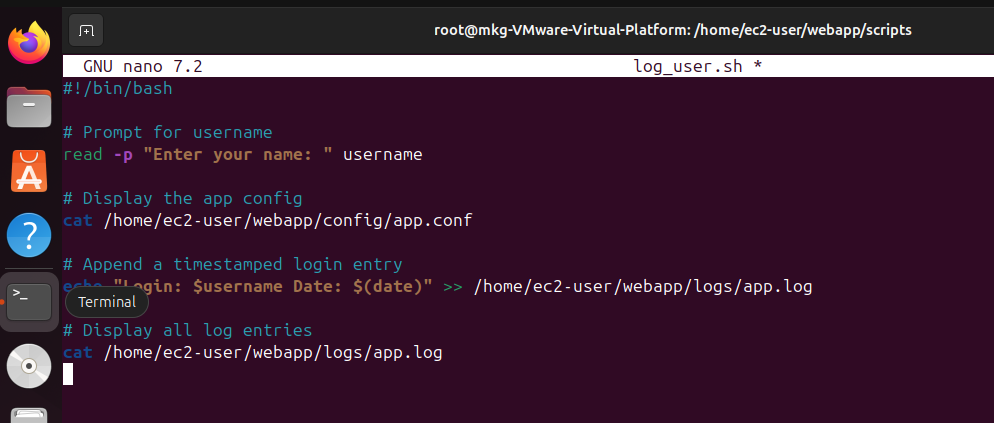 root@mkg-VMware-Virtual-Platform: /home/ec2-user/webapp/scripts
GNU nano 7.2 log_user.sh *
#!/bin/bash
# Prompt for username
read -p "Enter your name: " username
# Display the app config
cat /home/ec2-user/webapp/config/app.conf
# Append a timestamped login entry
echo "Login: $username Date: $(date)" >> /home/ec2-user/webapp/logs/app.log
Terminal
# Display all log entries
cat /home/ec2-user/webapp/logs/app.log